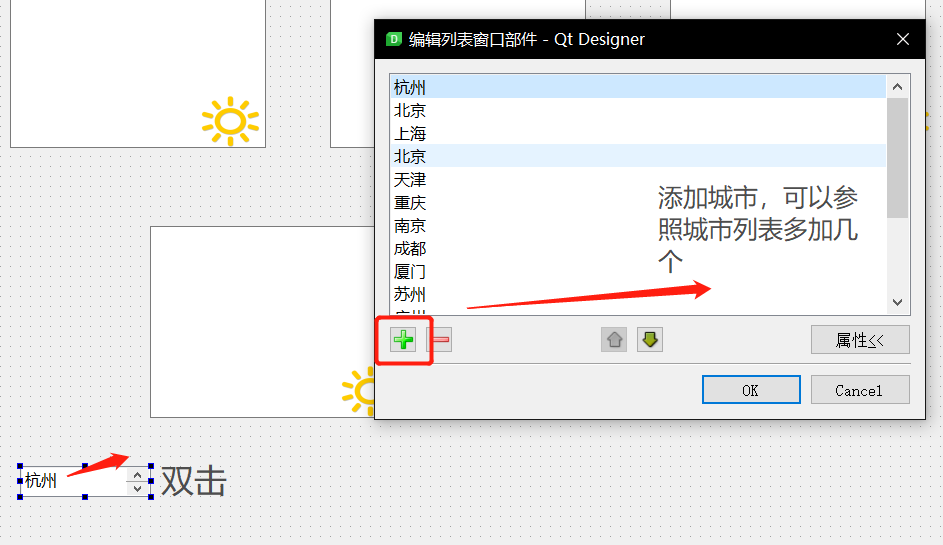 编辑列表窗口部件 - Qt Designer
杭州
北京
上海
北京
天津
重庆
南京
成都
厦门
苏州
添加城市，可以参
照城市列表多加几
个
属性<<
OK
Cancel
杭州
双击